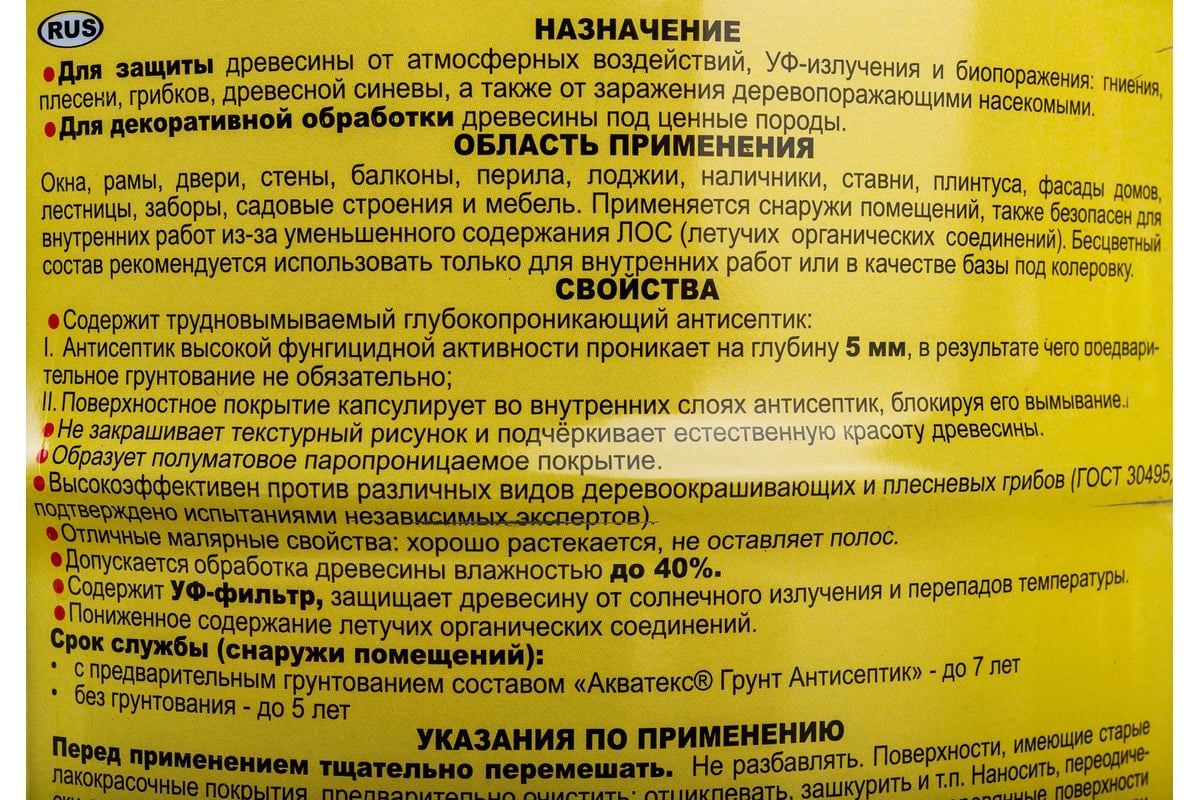 RUS
НАЗНАЧЕНИЕ
•Для защиты древесины от атмосферных воздействий, УФ-излучения и биопоражения: гниения,
плесени, грибков, древесной синевы, а также от заражения деревопоражающими насекомыми.
•Для декоративной обработки древесины под ценные породы.
ОБЛАСТЬ ПРИМЕНЕНИЯ
Окна, рамы, двери, стены, балконы, перила, лоджии, наличники, ставни, плинтуса, фасады домов,
лестницы, заборы, садовые строения и мебель. Применяется снаружи помещений, также безопасен для
внутренних работ из-за уменьшенного содержания ЛОС (летучих органических соединений). Бесцветный
состав рекомендуется использовать только для внутренних работ или в качестве базы под колеровку.
СВОЙСТВА
•Содержит трудновымываемый глубокопроникающий антисептик:
I. Антисептик высокой фунгицидной активности проникает на глубину 5 мм, в результате чего предвари-
тельное грунтование не обязательно;
II. Поверхностное покрытие капсулирует во внутренних слоях антисептик, блокируя его вымывание.
•Не закрашивает текстурный рисунок и подчёркивает естественную красоту древесины.
•Образует полуматовое паропроницаемое покрытие.
•Высокоэффективен против различных видов деревоокрашивающих и плесневых грибов (ГОСТ 30495,
подтверждено испытаниями независимых экспертов).
•Отличные малярные свойства: хорошо растекается, не оставляет полос.
•Допускается обработка древесины влажностью до 40%.
•Содержит УФ-фильтр, защищает древесину от солнечного излучения и перепадов температуры.
•Пониженное содержание летучих органических соединений.
Срок службы (снаружи помещений):
• с предварительным грунтованием составом «Акватекс® Грунт Антисептик» - до 7 лет
• без грунтования - до 5 лет
УКАЗАНИЯ ПО ПРИМЕНЕНИЮ
Перед применением тщательно перемешать. Не разбавлять. Поверхности, имеющие старые
лакокрасочные покрытия, предварительно очистить: отциклевать, зашкурить и т.п. Наносить, переодиче-
поверхности